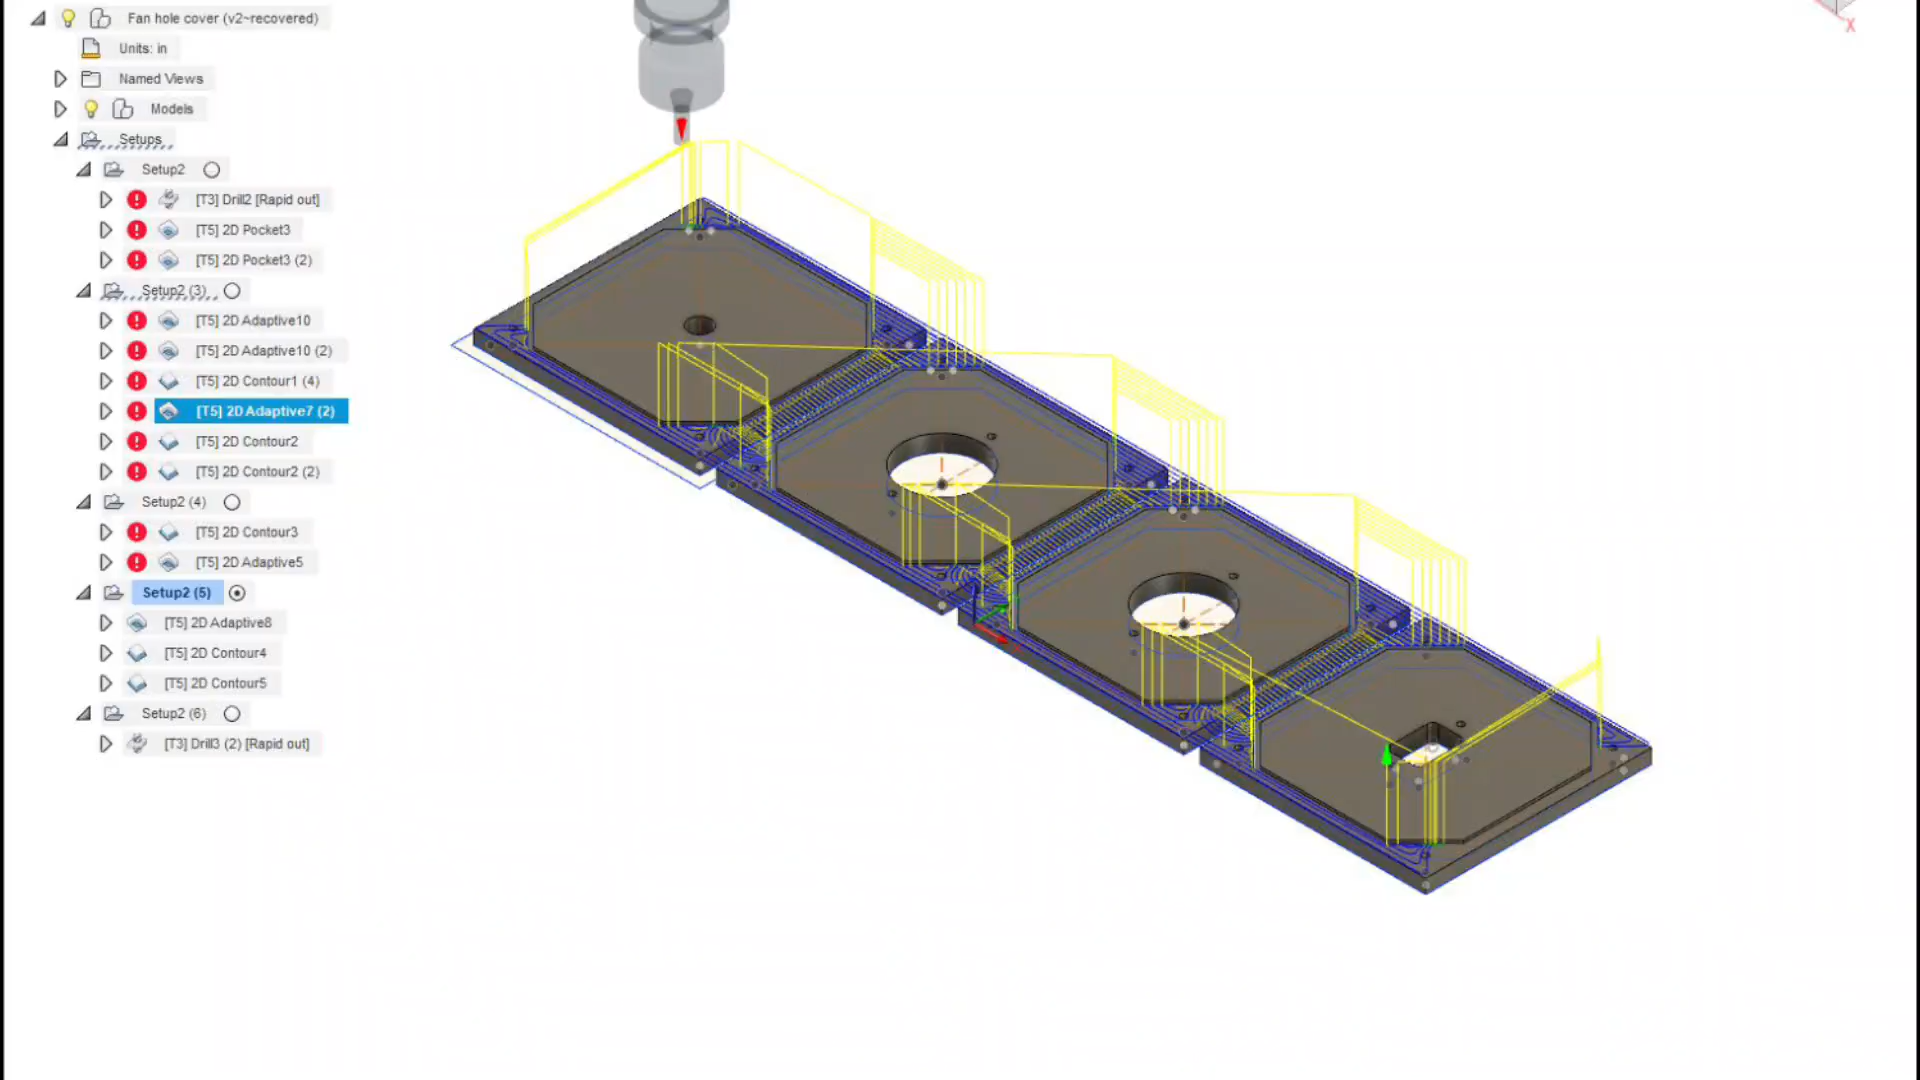 Fan hole cover (v2~recovered)
Units: in
Named Views
Models
Setups
Setup2
[T3] Drill2 [Rapid out]
[T5] 2D Pocket3
[T5] 2D Pocket3 (2)
Setup2 (3)
[T5] 2D Adaptive10
[T5] 2D Adaptive10 (2)
[T5] 2D Contour1 (4)
[T5] 2D Adaptive7 (2)
[T5] 2D Contour2
[T5] 2D Contour2 (2)
Setup2 (4)
[T5] 2D Contour3
[T5] 2D Adaptive5
Setup2 (5)
[T5] 2D Adaptive8
[T5] 2D Contour4
[T5] 2D Contour5
Setup2 (6)
[T3] Drill3 (2) [Rapid out]
X